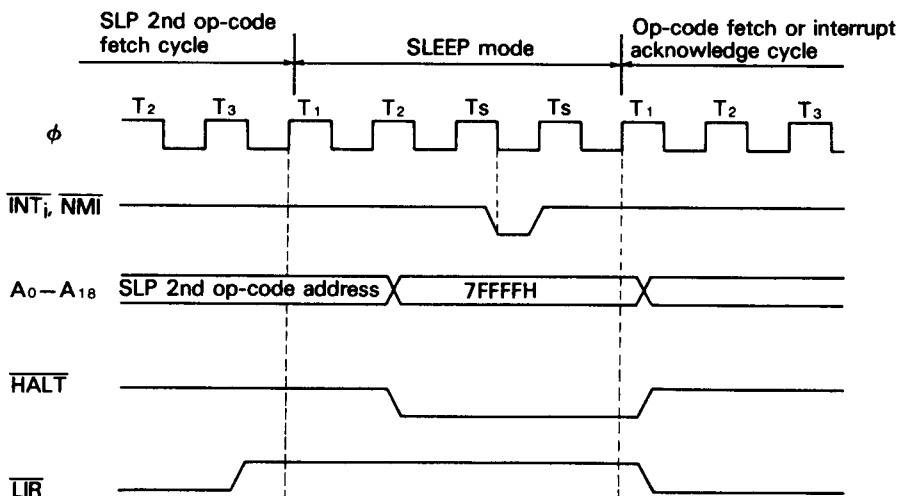 SLP 2nd op-code
fetch cycle
SLEEP mode
Op-code fetch or interrupt
acknowledge cycle
T2 T3 T1 T2 Ts Ts T1 T2 T3
φ
INTi, NMI
A0–A18 SLP 2nd op-code address 7FFFFH
HALT
LIR